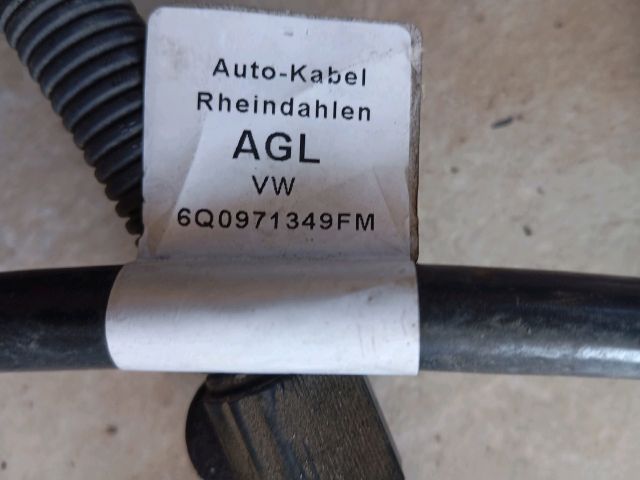 Auto-Kabel
Rheindahlen
AGL
VW
6Q0971349FM